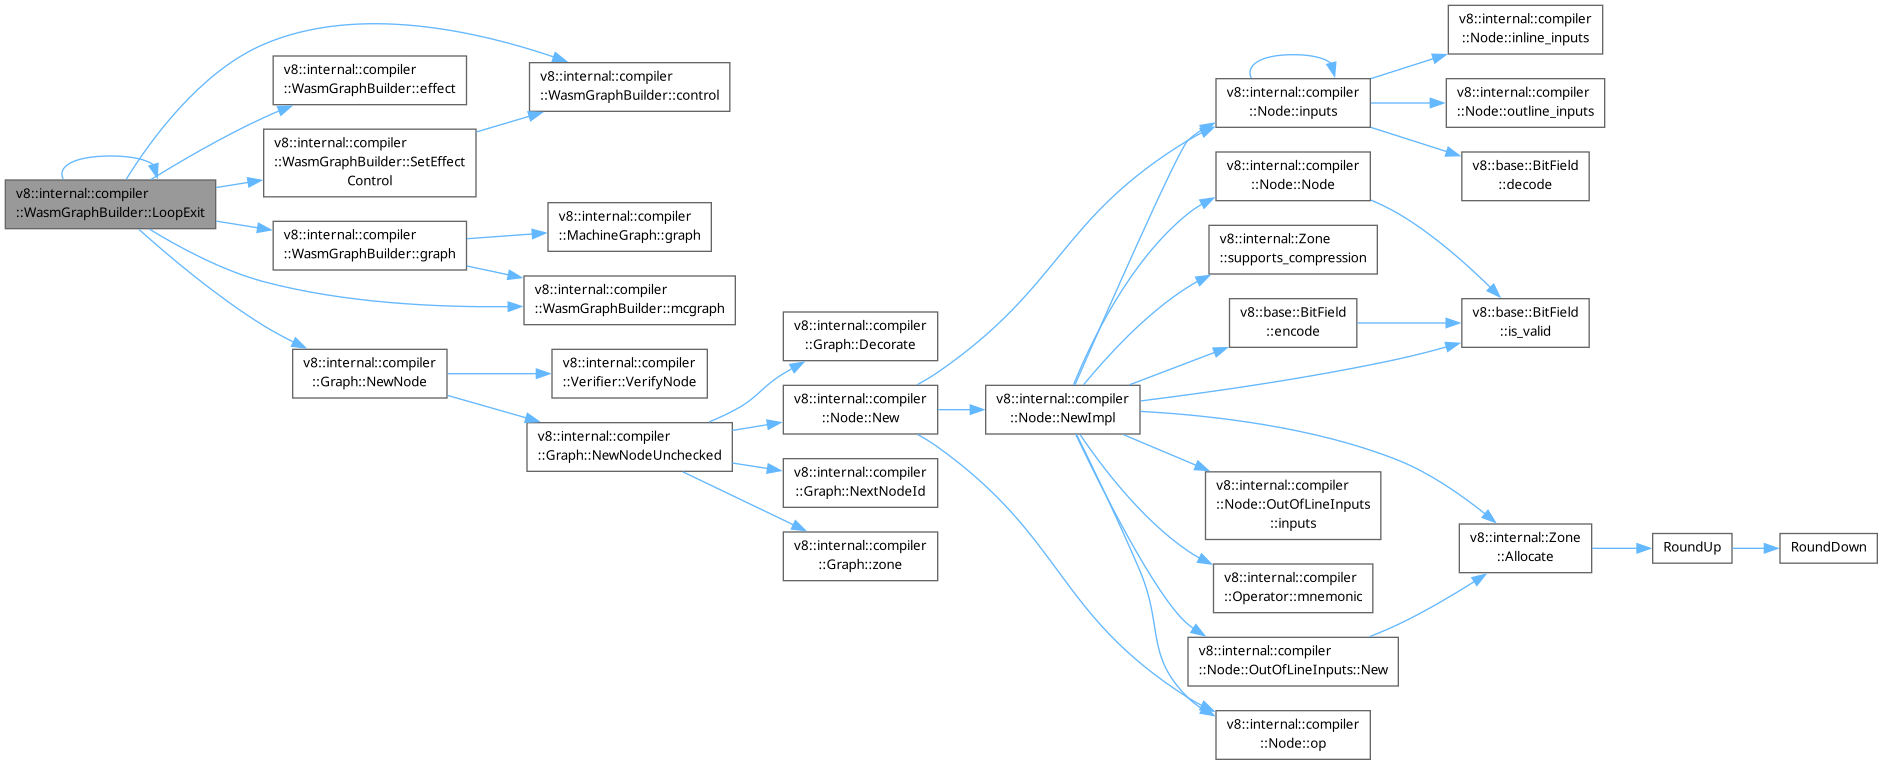 v8::internal::compiler
::WasmGraphBuilder::LoopExit
v8::internal::compiler
::WasmGraphBuilder::effect
v8::internal::compiler
::WasmGraphBuilder::SetEffect
Control
v8::internal::compiler
::WasmGraphBuilder::graph
v8::internal::compiler
::Graph::NewNode
v8::internal::compiler
::WasmGraphBuilder::control
v8::internal::compiler
::MachineGraph::graph
v8::internal::compiler
::WasmGraphBuilder::mcgraph
v8::internal::compiler
::Verifier::VerifyNode
v8::internal::compiler
::Graph::NewNodeUnchecked
v8::internal::compiler
::Graph::Decorate
v8::internal::compiler
::Node::New
v8::internal::compiler
::Graph::NextNodeId
v8::internal::compiler
::Graph::zone
v8::internal::compiler
::Node::NewImpl
v8::internal::compiler
::Node::inputs
v8::internal::compiler
::Node::Node
v8::internal::Zone
::supports_compression
v8::base::BitField
::encode
v8::internal::compiler
::Node::OutOfLineInputs
::inputs
v8::internal::compiler
::Operator::mnemonic
v8::internal::compiler
::Node::OutOfLineInputs::New
v8::internal::compiler
::Node::op
v8::internal::compiler
::Node::inline_inputs
v8::internal::compiler
::Node::outline_inputs
v8::base::BitField
::decode
v8::base::BitField
::is_valid
v8::internal::Zone
::Allocate
RoundUp
RoundDown